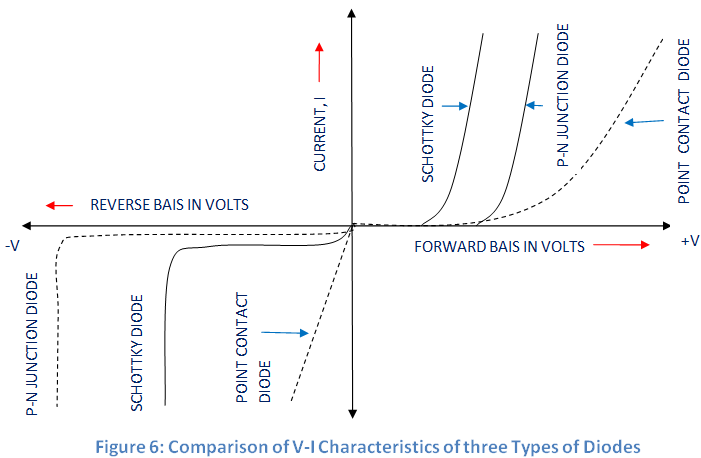 CURRENT, I
SCHOTTKY DIODE
P-N JUNCTION DIODE
POINT CONTACT DIODE
REVERSE BAIS IN VOLTS
-V
FORWARD BAIS IN VOLTS
+V
P-N JUNCTION DIODE
SCHOTTKY DIODE
POINT CONTACT
DIODE
Figure 6: Comparison of V-I Characteristics of three Types of Diodes